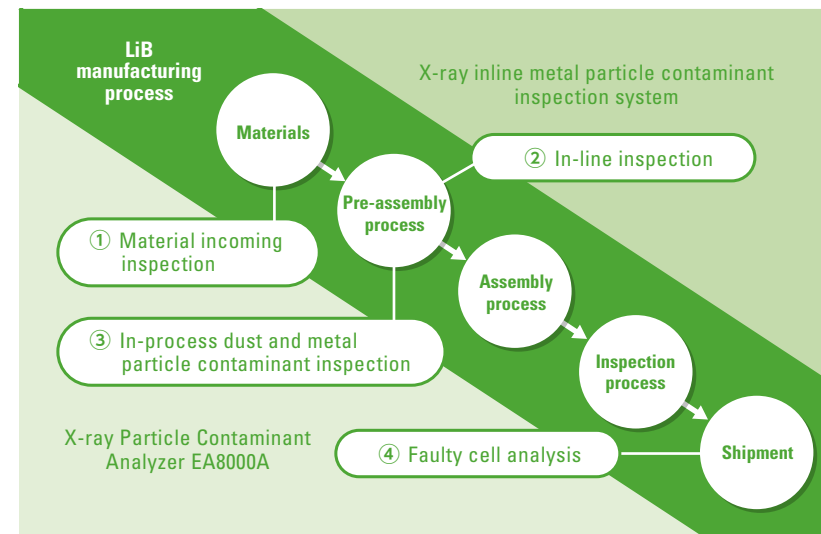 LiB
manufacturing
process
X-ray inline metal particle contaminant
inspection system
Materials
② In-line inspection
Pre-assembly
process
① Material incoming
inspection
Assembly
process
③ In-process dust and metal
particle contaminant inspection
Inspection
process
X-ray Particle Contaminant
Analyzer EA8000A
④ Faulty cell analysis
Shipment